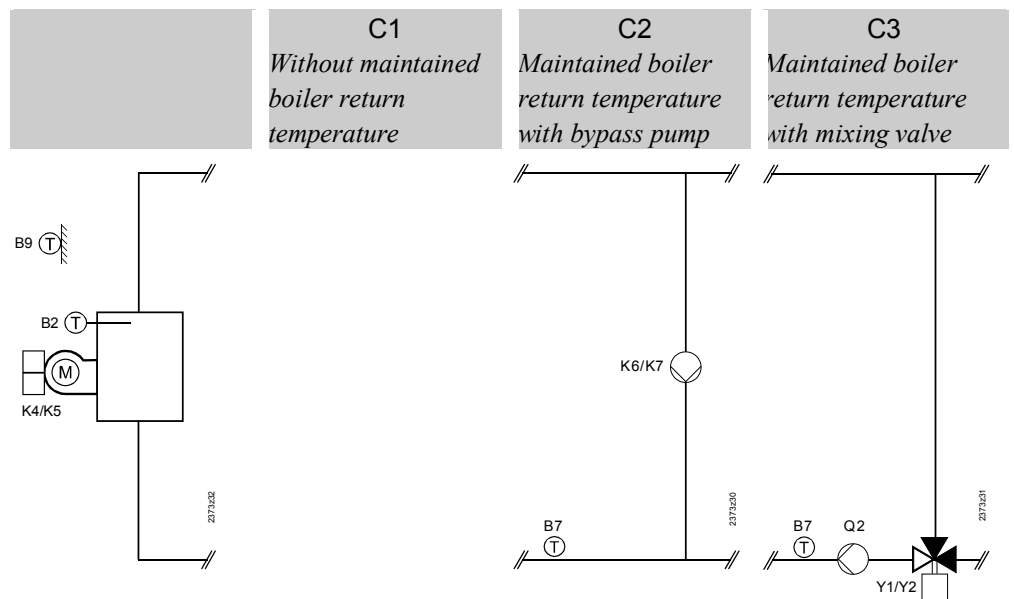 C1
Without maintained
boiler return
temperature
C2
Maintained boiler
return temperature
with bypass pump
C3
Maintained boiler
return temperature
with mixing valve
B9 T
B2 T
M
K4/K5
2373z32
K6/K7
B7
T
2373z30
B7 Q2
T
Y1/Y2
2373z31